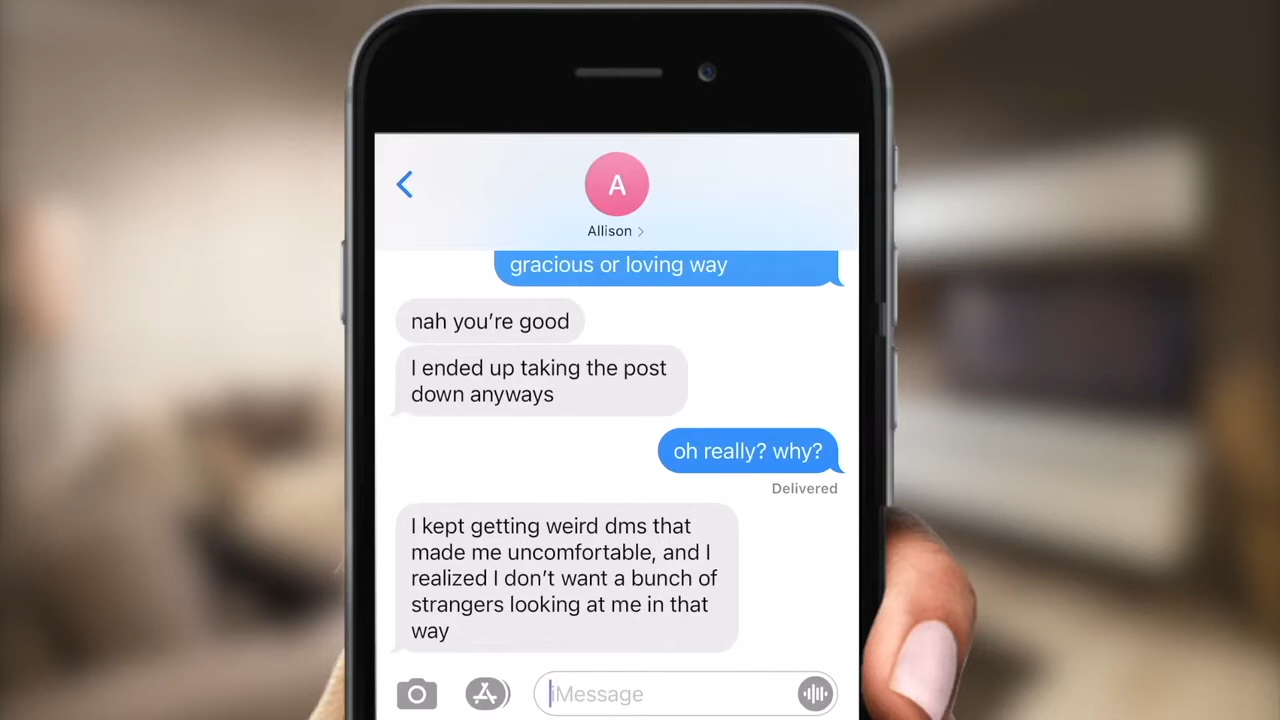 A
Allison
gracious or loving way
nah you’re good
I ended up taking the post
down anyways
oh really? why?
Delivered
I kept getting weird dms that
made me uncomfortable, and I
realized I don’t want a bunch of
strangers looking at me in that
way
iMessage